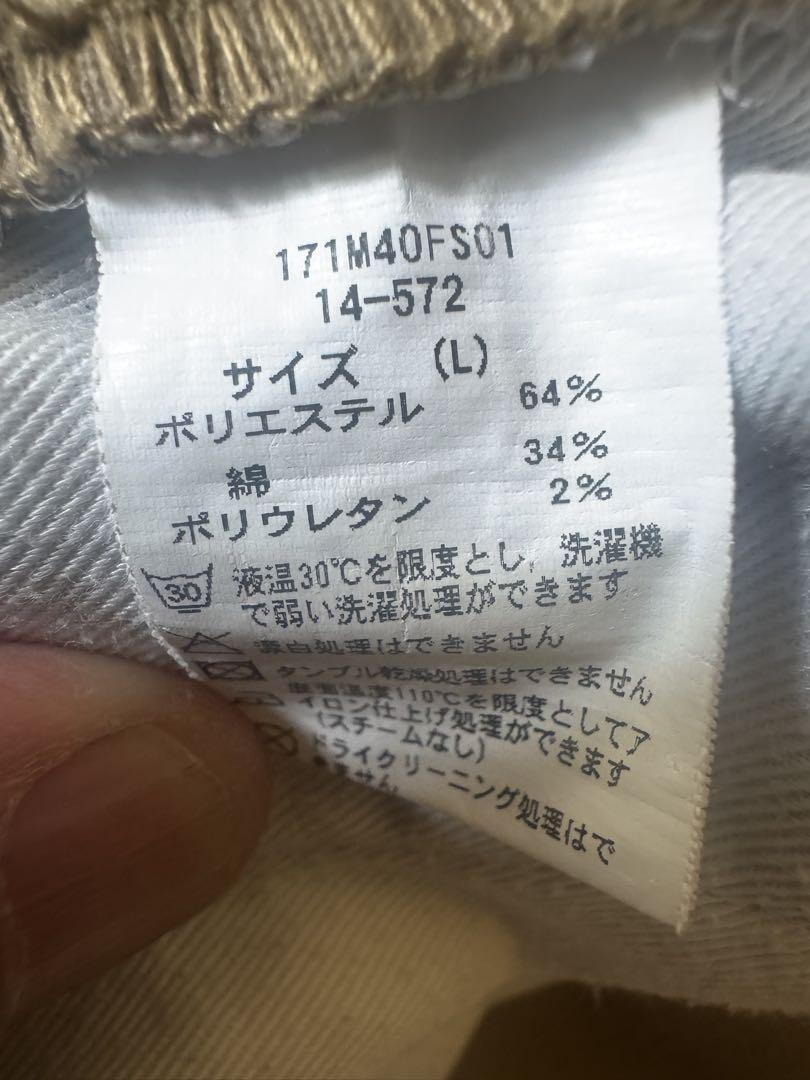 171M40FS01
14-572
サイズ (L)
ポリエステル 64%
綿 34%
ポリウレタン 2%
30 液温30℃を限度とし、洗濯機
で弱い洗濯処理ができます
漂白処理はできません
タンブル乾燥処理はできません
底面温度110℃を限度としてア
イロン仕上げ処理ができます
(スチームなし)
ドライクリーニング処理はで
きません